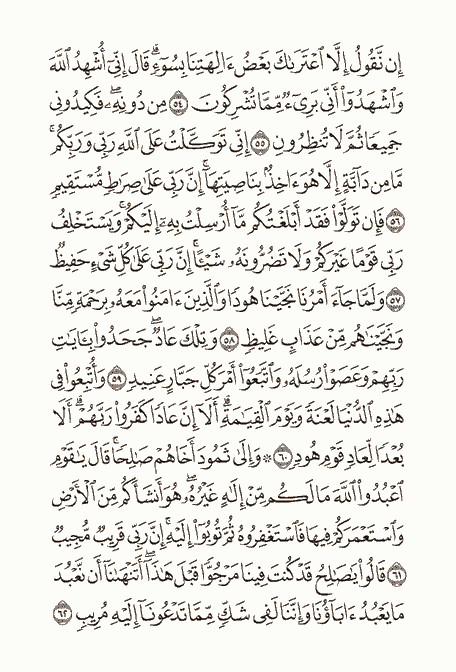 إِن نَّقُولُ إِلَّا ٱعْتَرَىٰكَ بَعْضُ ءَالِهَتِنَا بِسُوٓءٍۗ قَالَ إِنِّىٓ أُشْهِدُ ٱللَّهَ
وَٱشْهَدُوٓا۟ أَنِّى بَرِىٓءٌ مِّمَّا تُشْرِكُونَ ٥٤ مِن دُونِهِۦۖ فَكِيدُونِى
جَمِيعًا ثُمَّ لَا تُنظِرُونِ ٥٥ إِنِّى تَوَكَّلْتُ عَلَى ٱللَّهِ رَبِّى وَرَبِّكُمۚ
مَّا مِن دَآبَّةٍ إِلَّا هُوَ ءَاخِذٌۢ بِنَاصِيَتِهَآۚ إِنَّ رَبِّى عَلَىٰ صِرَٰطٍ مُّسْتَقِيمٍ
٥٦ فَإِن تَوَلَّوْا۟ فَقَدْ أَبْلَغْتُكُم مَّآ أُرْسِلْتُ بِهِۦٓ إِلَيْكُمْۚ وَيَسْتَخْلِفُ
رَبِّى قَوْمًا غَيْرَكُمْ وَلَا تَضُرُّونَهُۥ شَيْـًٔاۚ إِنَّ رَبِّى عَلَىٰ كُلِّ شَىْءٍ حَفِيظٌ
٥٧ وَلَمَّا جَآءَ أَمْرُنَا نَجَّيْنَا هُودًا وَٱلَّذِينَ ءَامَنُوا۟ مَعَهُۥ بِرَحْمَةٍ مِّنَّا
وَنَجَّيْنَٰهُم مِّنْ عَذَابٍ غَلِيظٍ ٥٨ وَتِلْكَ عَادٌۖ جَحَدُوا۟ بِـَٔايَٰتِ
رَبِّهِمْ وَعَصَوْا۟ رُسُلَهُۥ وَٱتَّبَعُوٓا۟ أَمْرَ كُلِّ جَبَّارٍ عَنِيدٍ ٥٩ وَأُتْبِعُوا۟ فِى
هَٰذِهِ ٱلدُّنْيَا لَعْنَةً وَيَوْمَ ٱلْقِيَٰمَةِۗ أَلَآ إِنَّ عَادًا كَفَرُوا۟ رَبَّهُمْۗ أَلَا
بُعْدًا لِّعَادٍ قَوْمِ هُودٍ ٦٠ ۞ وَإِلَىٰ ثَمُودَ أَخَاهُمْ صَٰلِحًاۚ قَالَ يَٰقَوْمِ
ٱعْبُدُوا۟ ٱللَّهَ مَا لَكُم مِّنْ إِلَٰهٍ غَيْرُهُۥۖ هُوَ أَنشَأَكُم مِّنَ ٱلْأَرْضِ
وَٱسْتَعْمَرَكُمْ فِيهَا فَٱسْتَغْفِرُوهُ ثُمَّ تُوبُوٓا۟ إِلَيْهِۚ إِنَّ رَبِّى قَرِيبٌ مُّجِيبٌ
٦١ قَالُوا۟ يَٰصَٰلِحُ قَدْ كُنتَ فِينَا مَرْجُوًّا قَبْلَ هَٰذَآۖ أَتَنْهَىٰنَآ أَن نَّعْبُدَ
مَا يَعْبُدُ ءَابَآؤُنَا وَإِنَّنَا لَفِى شَكٍّ مِّمَّا تَدْعُونَآ إِلَيْهِ مُرِيبٍ ٦٢